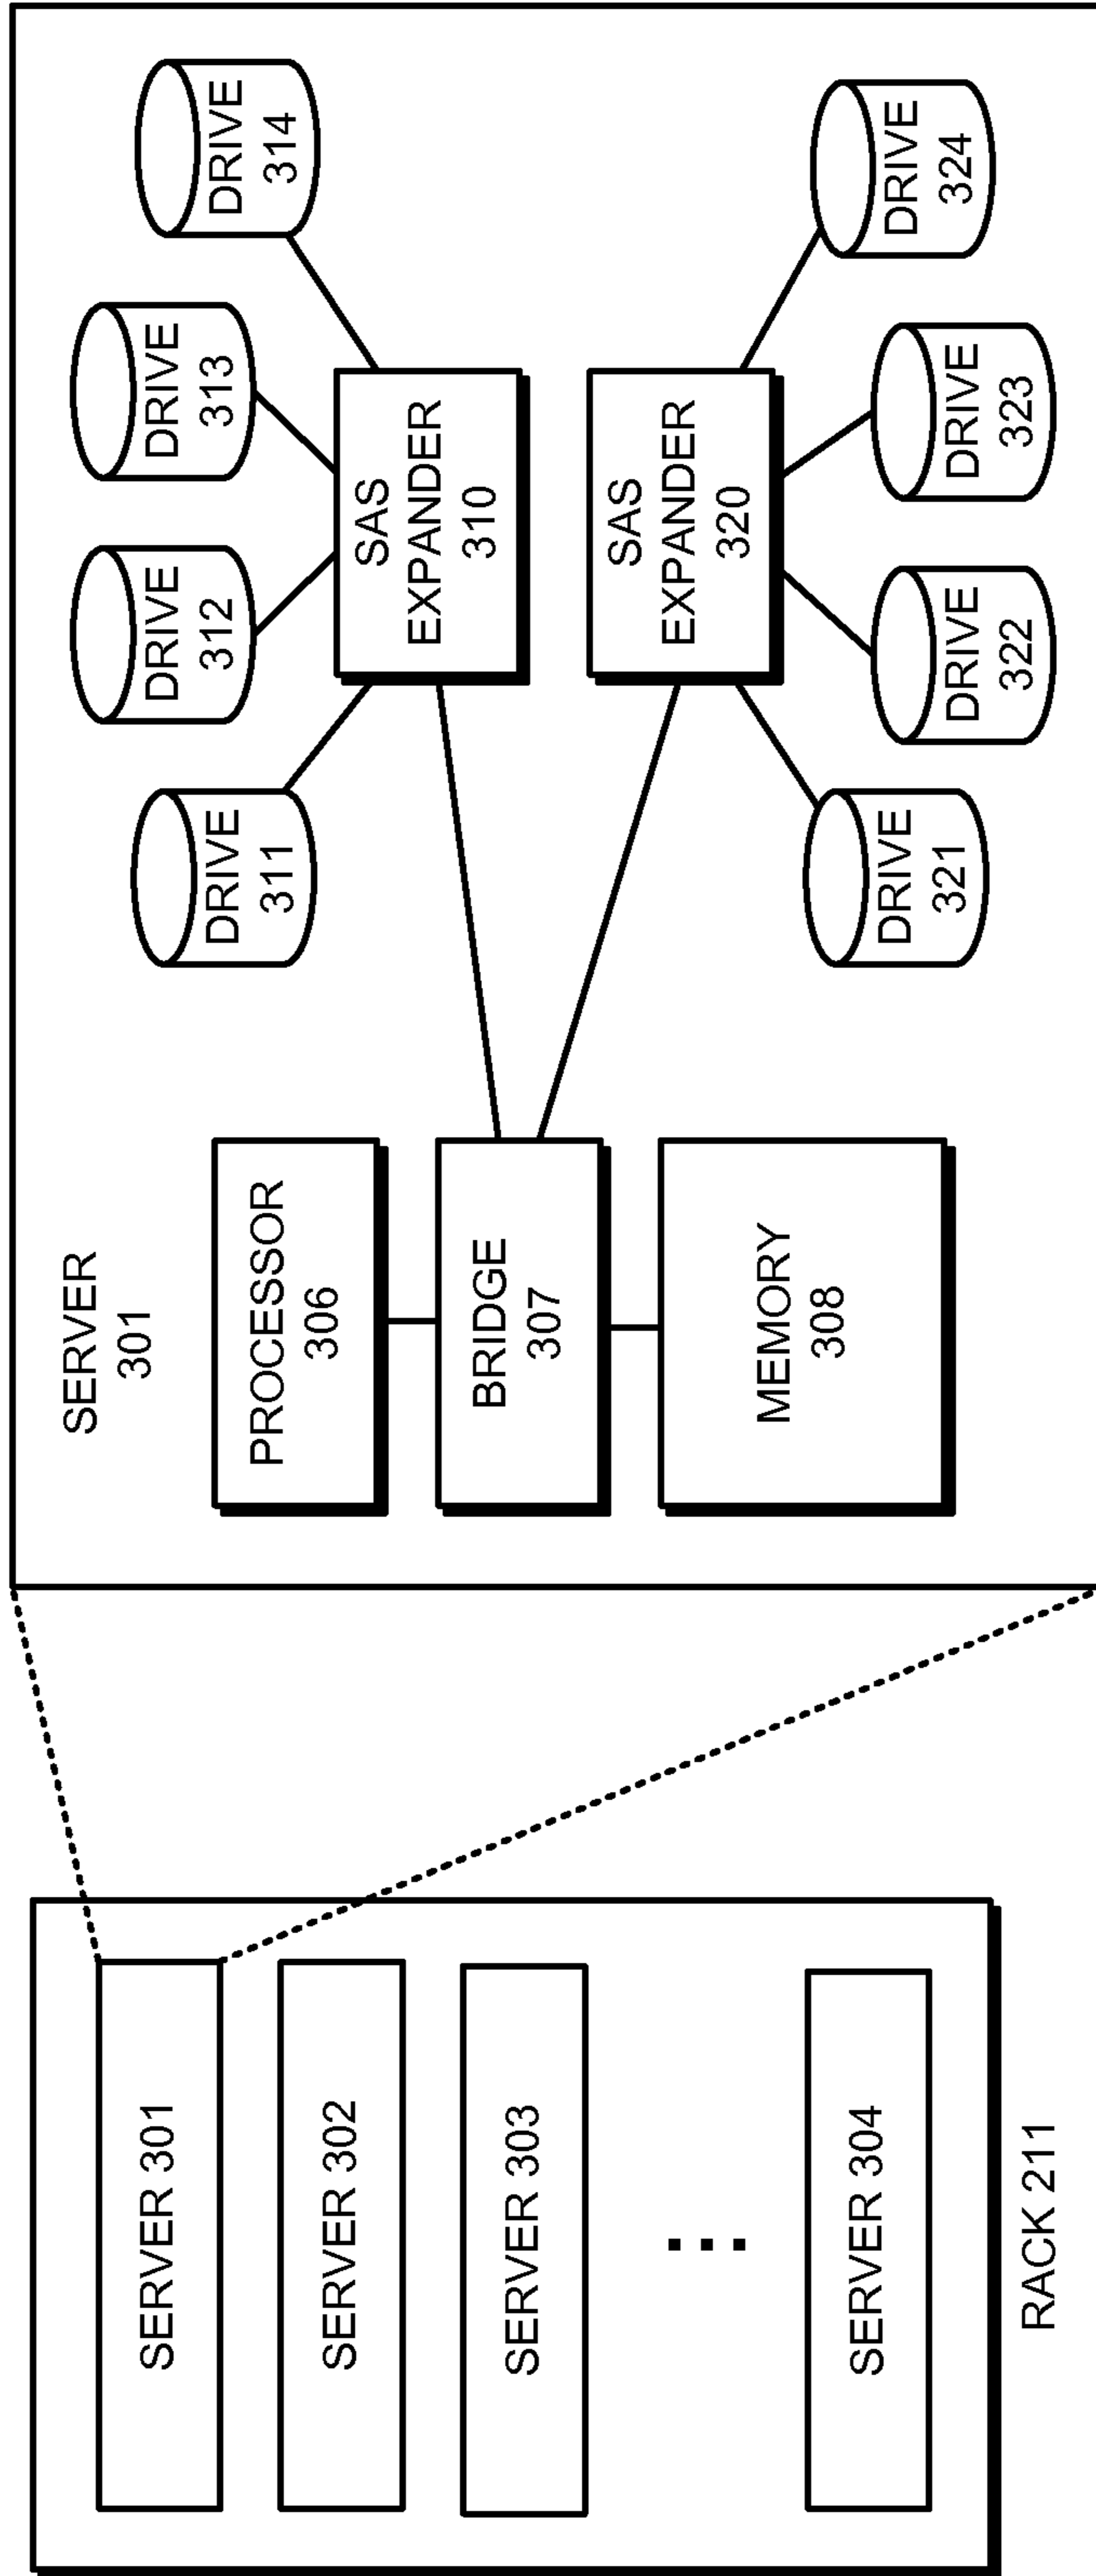 SERVER 301
SERVER 302
SERVER 303
...
SERVER 304
RACK 211
SERVER
301
PROCESSOR
306
BRIDGE
307
MEMORY
308
DRIVE
311
DRIVE
312
DRIVE
313
DRIVE
314
SAS
EXPANDER
310
SAS
EXPANDER
320
DRIVE
321
DRIVE
322
DRIVE
323
DRIVE
324